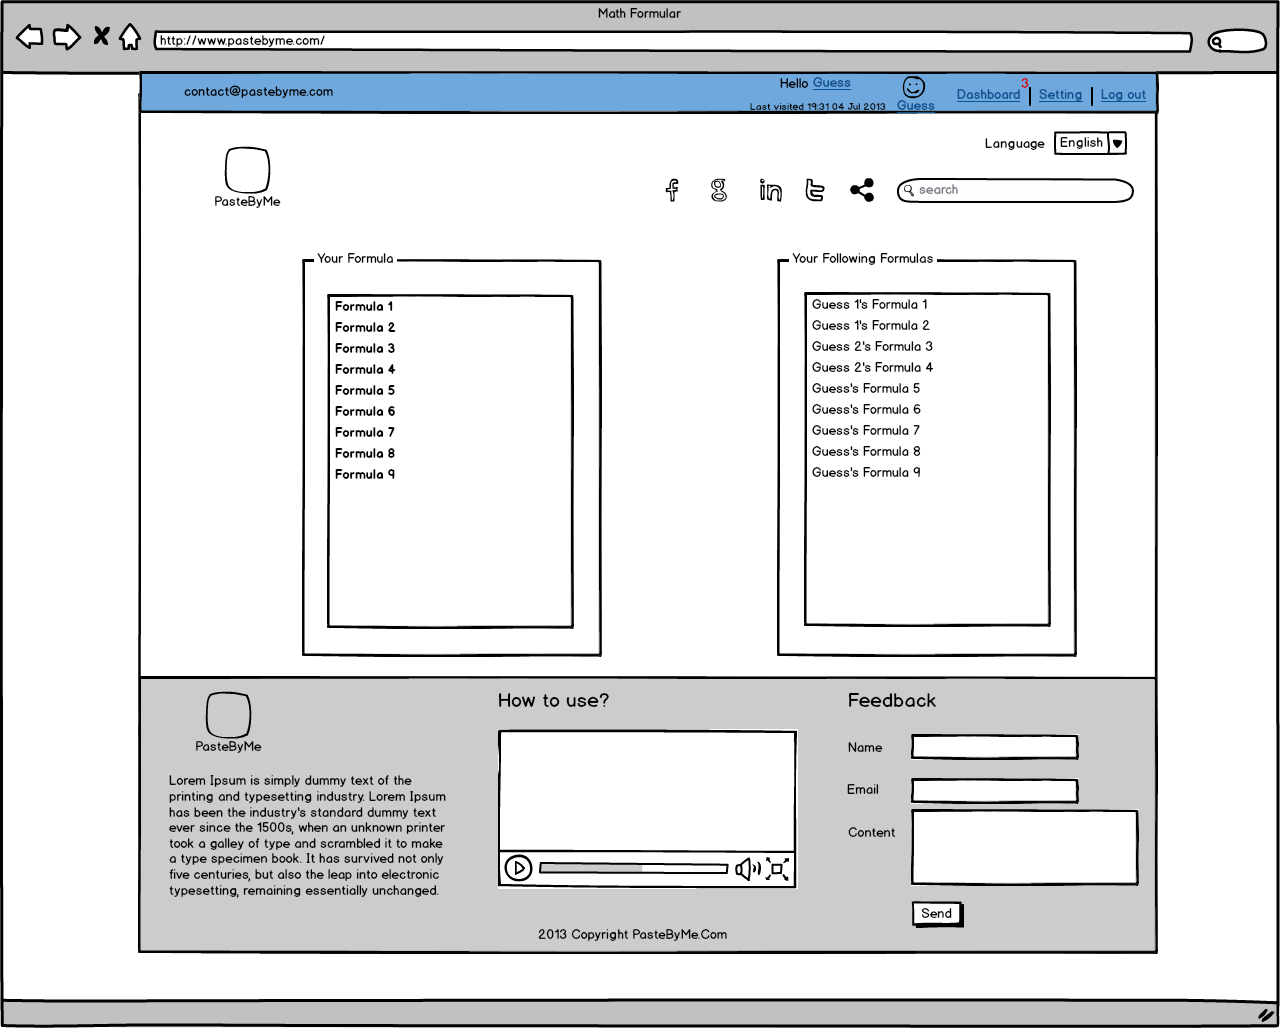 Math Formular
http://www.pastebyme.com/
contact@pastebyme.com
Hello Guess
Last visited 19:31 04 Jul 2013
Guess
Dashboard 3
Setting
Log out
Language English
PasteByMe
search
Your Formula
Formula 1
Formula 2
Formula 3
Formula 4
Formula 5
Formula 6
Formula 7
Formula 8
Formula 9
Your Following Formulas
Guess 1's Formula 1
Guess 1's Formula 2
Guess 2's Formula 3
Guess 2's Formula 4
Guess's Formula 5
Guess's Formula 6
Guess's Formula 7
Guess's Formula 8
Guess's Formula 9
PasteByMe
Lorem Ipsum is simply dummy text of the
printing and typesetting industry. Lorem Ipsum
has been the industry's standard dummy text
ever since the 1500s, when an unknown printer
took a galley of type and scrambled it to make
a type specimen book. It has survived not only
five centuries, but also the leap into electronic
typesetting, remaining essentially unchanged.
How to use?
Feedback
Name
Email
Content
Send
2013 Copyright PasteByMe.Com